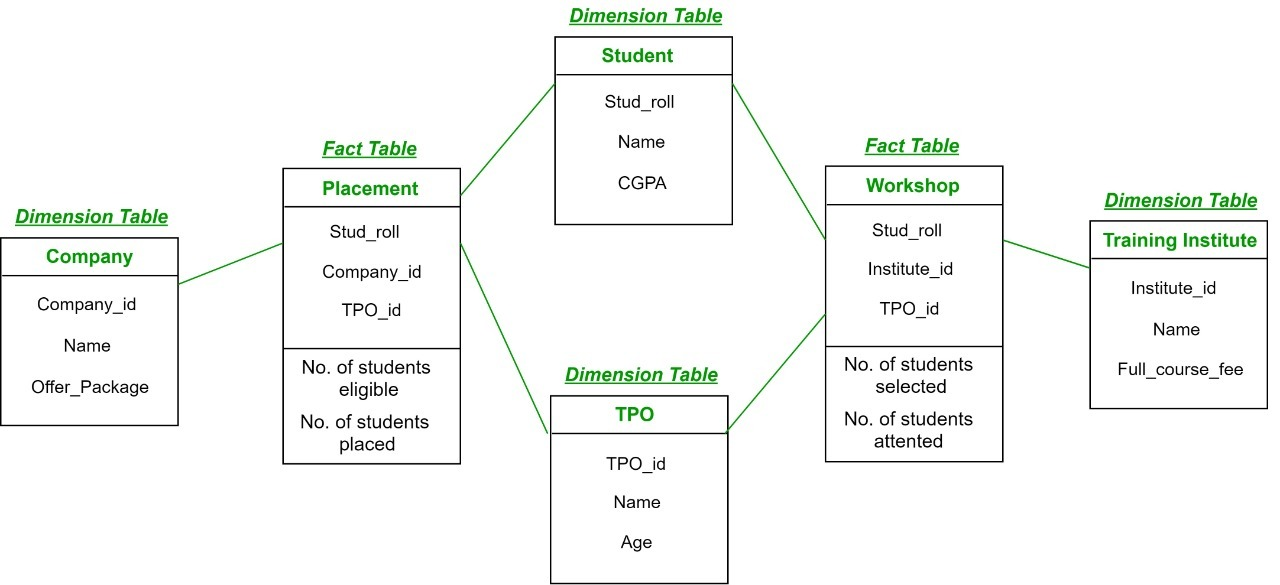 Dimension Table
Student
Stud_roll
Name
CGPA
Fact Table
Placement
Stud_roll
Company_id
TPO_id
No. of students
eligible
No. of students
placed
Fact Table
Workshop
Stud_roll
Institute_id
TPO_id
No. of students
selected
No. of students
attented
Dimension Table
Company
Company_id
Name
Offer_Package
Dimension Table
Training Institute
Institute_id
Name
Full_course_fee
Dimension Table
TPO
TPO_id
Name
Age